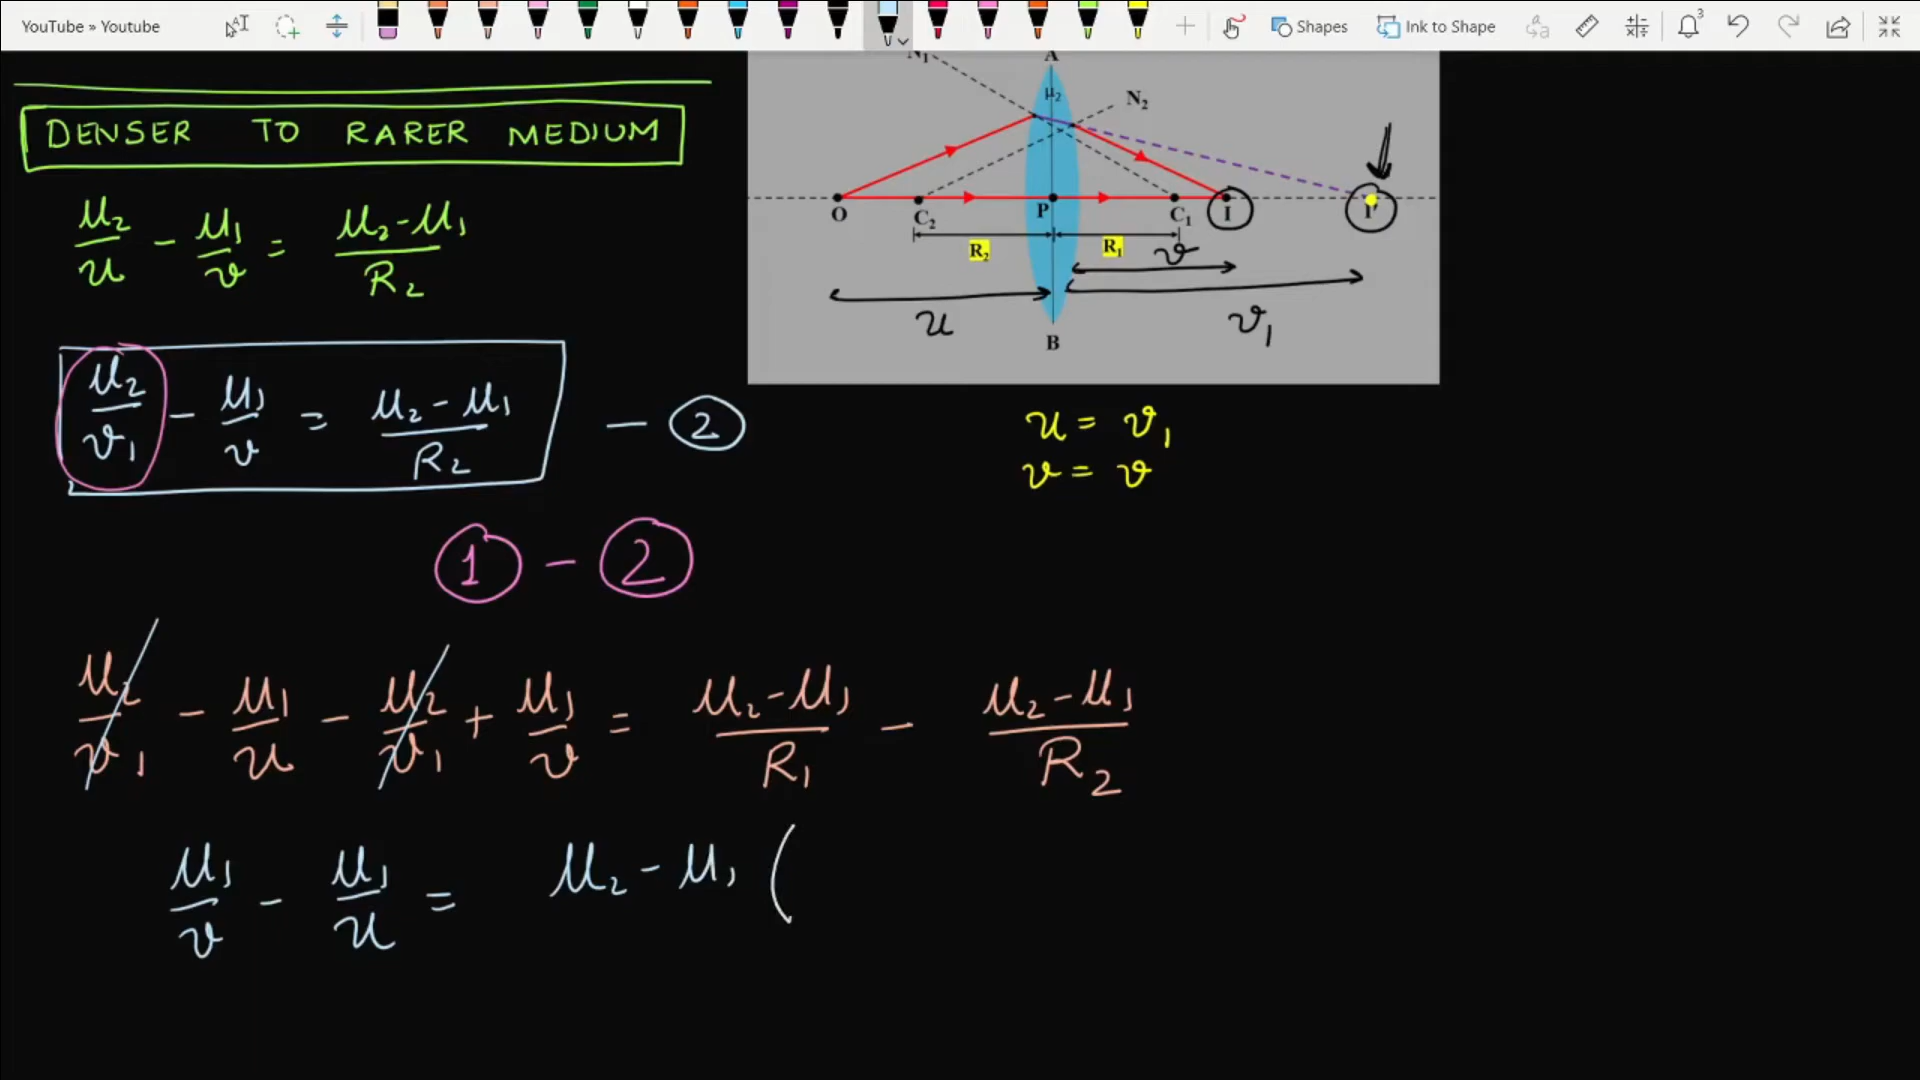 YouTube » Youtube
Shapes
Ink to Shape
3
DENSER TO RARER MEDIUM
μ₂/u − μ₁/v = μ₂−μ₁/R₂
μ₂/v₁ − μ₁/v = μ₂−μ₁/R₂ − ②
① − ②
μ₂/v₁ − μ₁/u − μ₂/v₁ + μ₁/v = μ₂−μ₁/R₁ − μ₂−μ₁/R₂
μ₁/v − μ₁/u = μ₂−μ₁ (
N₁ A
μ₂ N₂
O C₂ P C₁ I I'
R₂ R₁
v
u v₁
B
u = v₁
v = v